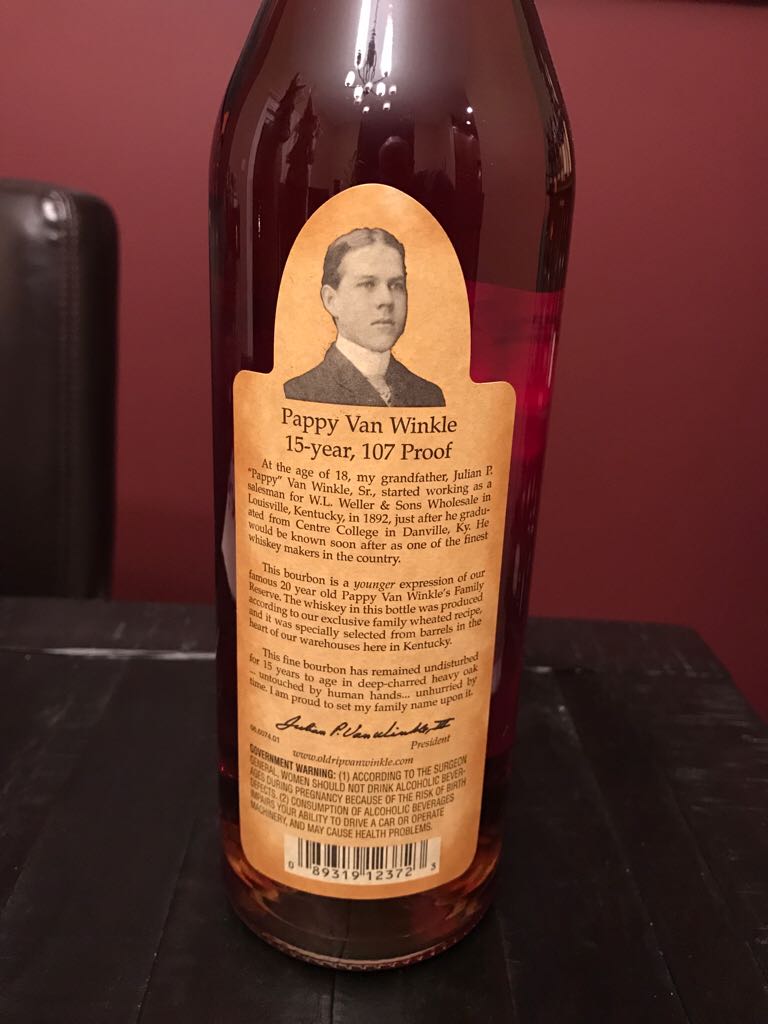 Pappy Van Winkle
15-year, 107 Proof
At the age of 18, my grandfather, Julian P.
"Pappy" Van Winkle, Sr., started working as a
salesman for W.L. Weller & Sons Wholesale in
Louisville, Kentucky, in 1892, just after he gradu-
ated from Centre College in Danville, Ky. He
would be known soon after as one of the finest
whiskey makers in the country.
This bourbon is a younger expression of our
famous 20 year old Pappy Van Winkle's Family
Reserve. The whiskey in this bottle was produced
according to our exclusive family wheated recipe,
and it was specially selected from barrels in the
heart of our warehouses here in Kentucky.
This fine bourbon has remained undisturbed
for 15 years to age in deep-charred heavy oak
... untouched by human hands... unhurried by
time. I am proud to set my family name upon it.
Julian P. Van Winkle, III
06.6074.01
President
www.oldripvanwinkle.com
GOVERNMENT WARNING: (1) ACCORDING TO THE SURGEON
GENERAL, WOMEN SHOULD NOT DRINK ALCOHOLIC BEVER-
AGES DURING PREGNANCY BECAUSE OF THE RISK OF BIRTH
DEFECTS. (2) CONSUMPTION OF ALCOHOLIC BEVERAGES
IMPAIRS YOUR ABILITY TO DRIVE A CAR OR OPERATE
MACHINERY, AND MAY CAUSE HEALTH PROBLEMS.
0 89319 12372 3